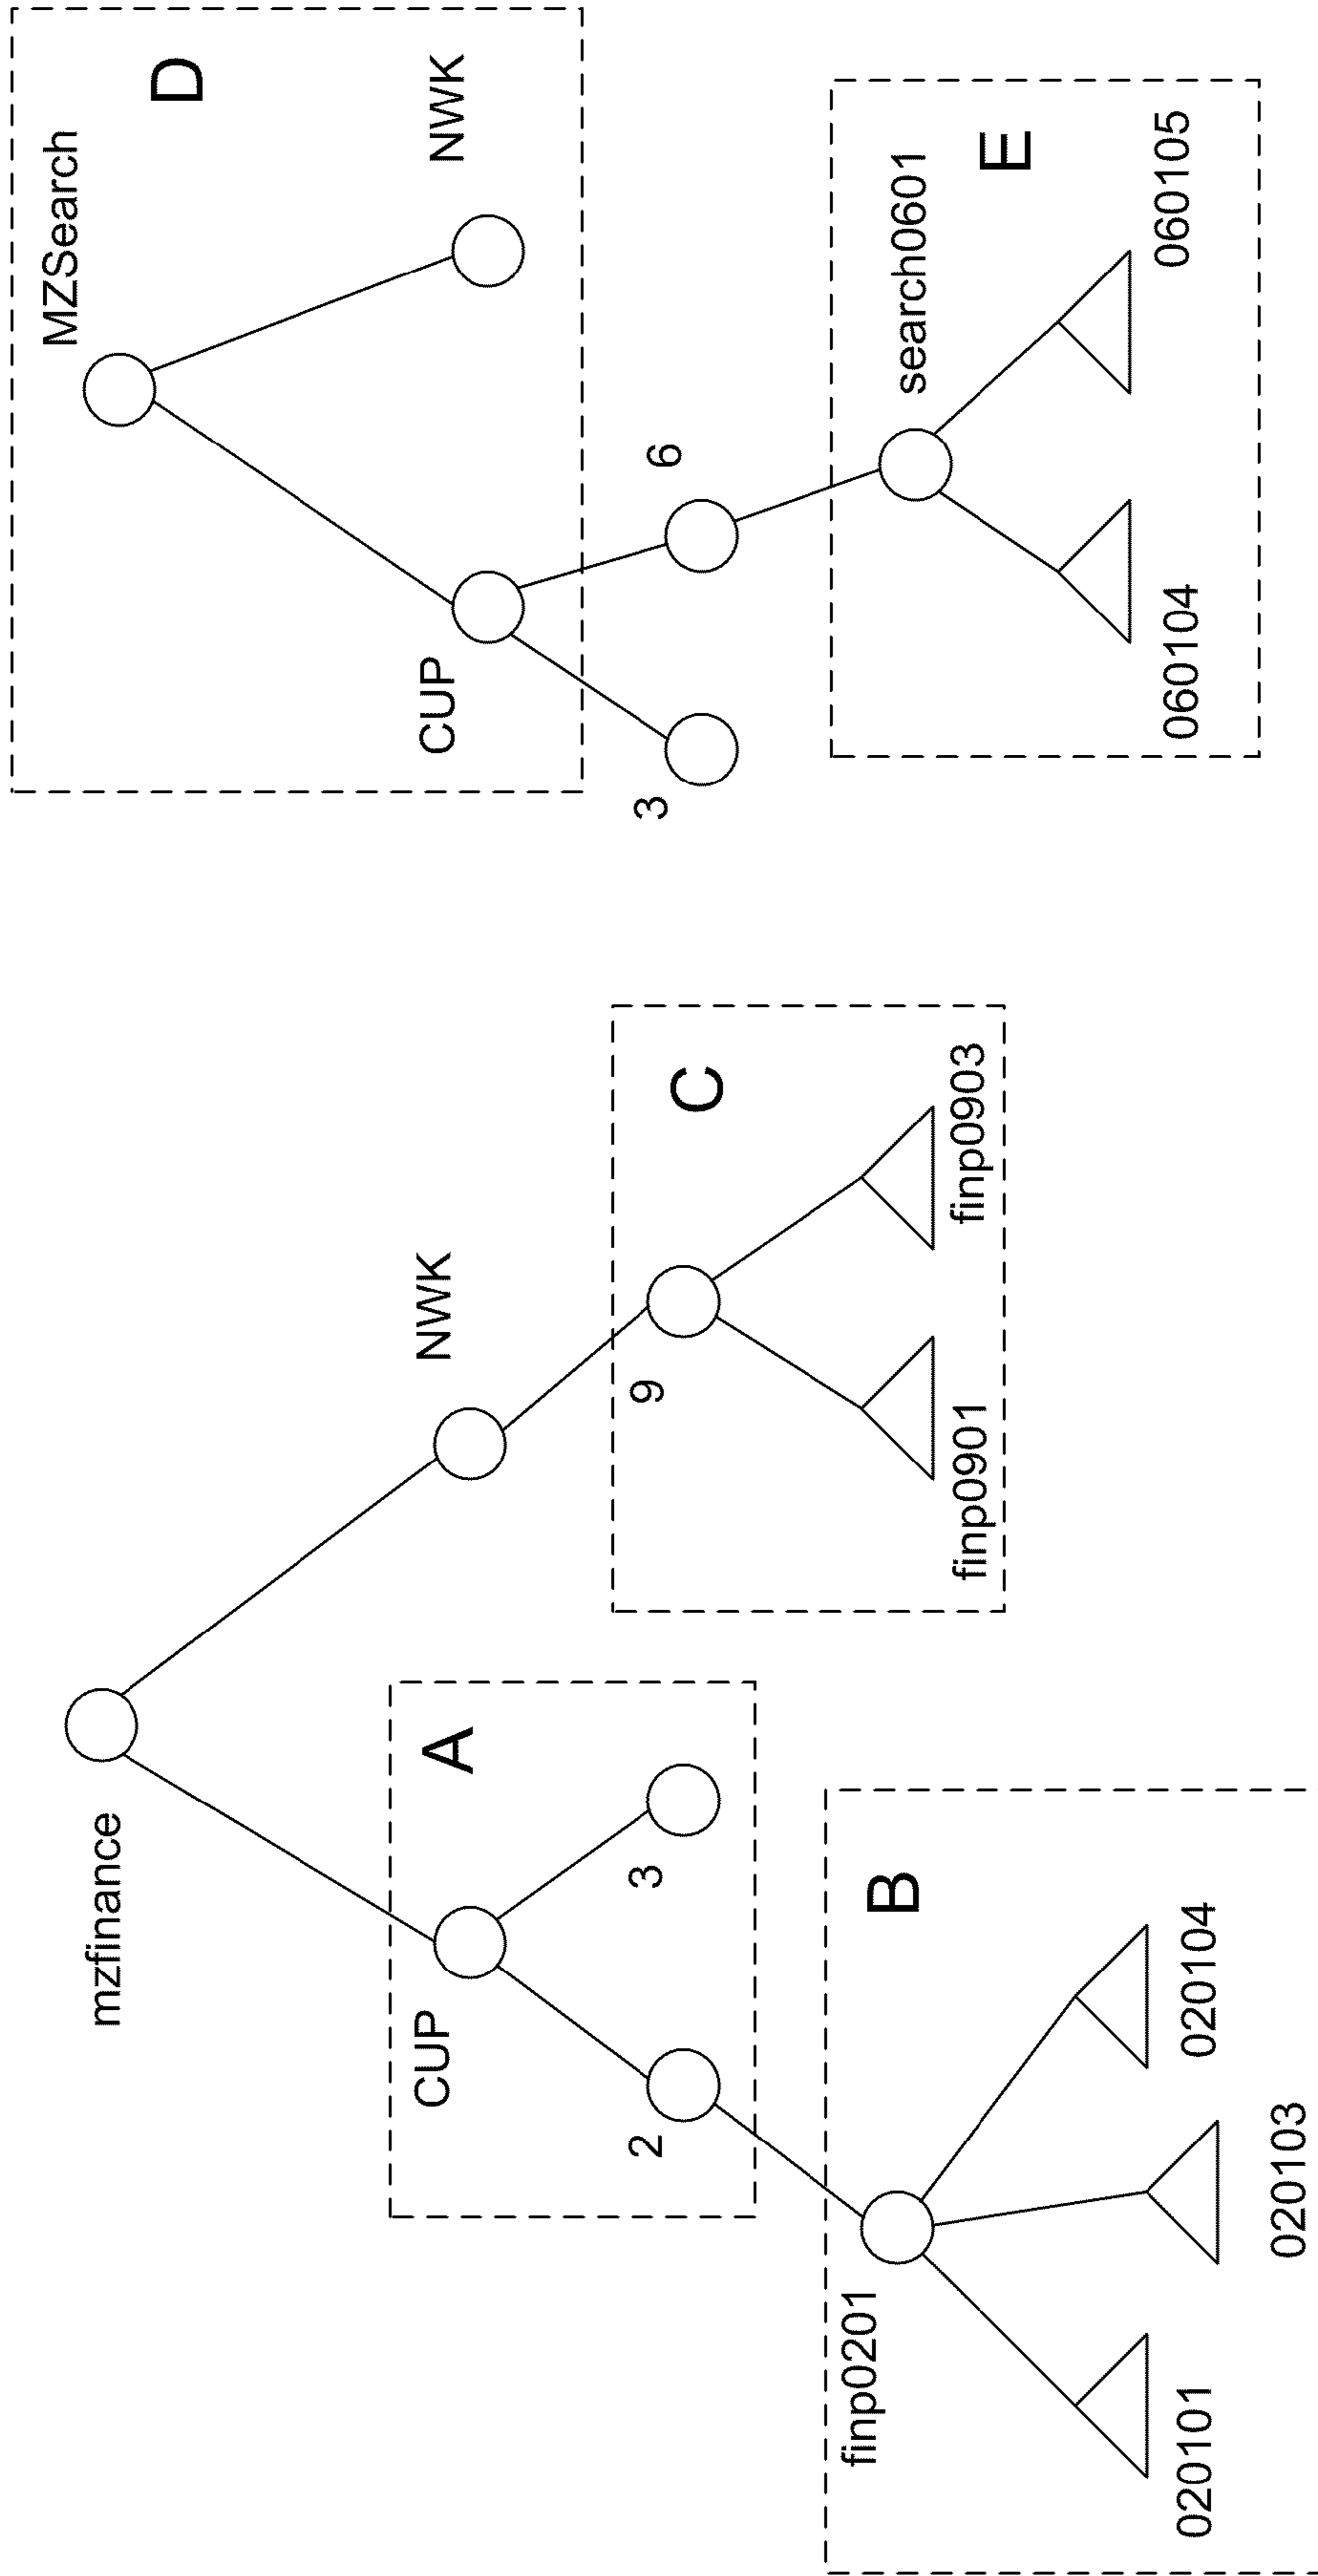 mzfinance
CUP
A
2
3
NWK
9
C
finp0901
finp0903
finp0201
B
020101
020103
020104
MZSearch
D
CUP
NWK
3
6
search0601
E
060104
060105